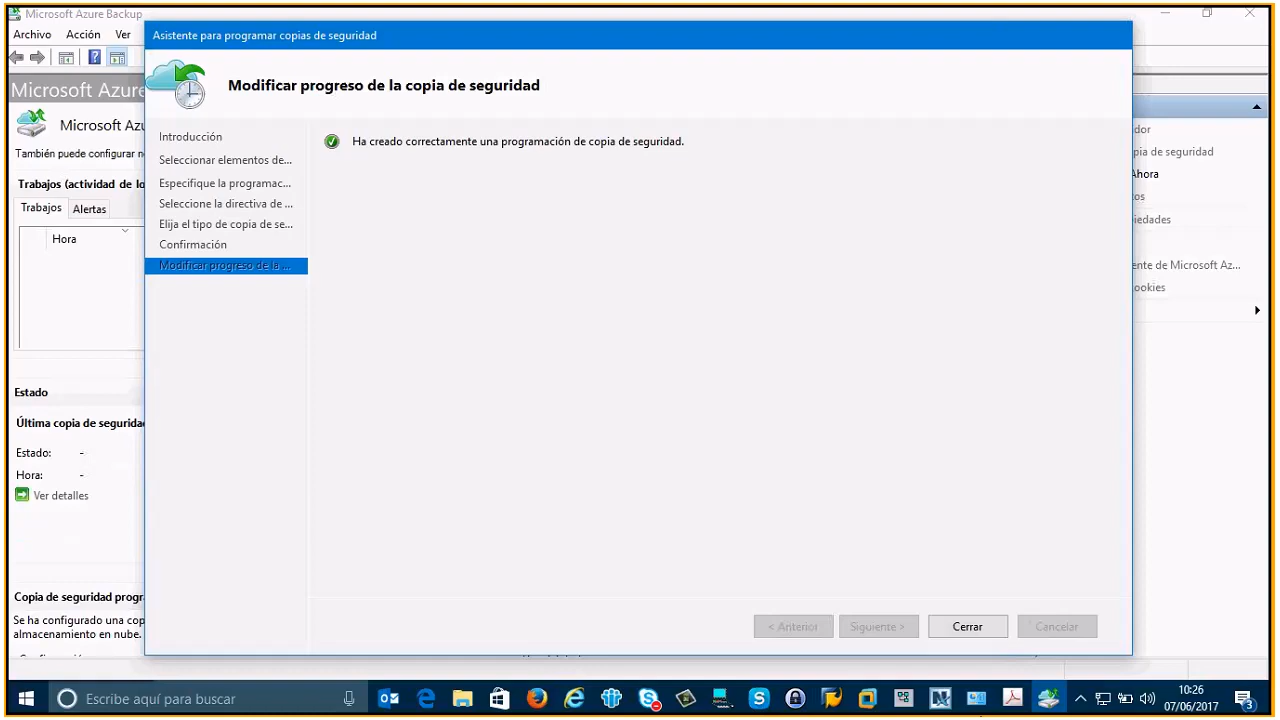 Microsoft Azure Backup
Archivo Acción Ver
Asistente para programar copias de seguridad
Modificar progreso de la copia de seguridad
Microsoft Azure
Microsoft Azu
También puede configurar n
Trabajos (actividad de lo
Trabajos Alertas
Hora
Estado
Última copia de segurida
Estado: -
Hora: -
Ver detalles
Copia de seguridad progr
Se ha configurado una cop
almacenamiento en nube.
Introducción
Seleccionar elementos de...
Especifique la programac...
Seleccione la directiva de ...
Elija el tipo de copia de se...
Confirmación
Modificar progreso de la ...
Ha creado correctamente una programación de copia de seguridad.
< Anterior Siguiente > Cerrar Cancelar
dor
pia de seguridad
Ahora
tos
iedades
ente de Microsoft Az...
ookies
Escribe aquí para buscar
10:26
07/06/2017
3